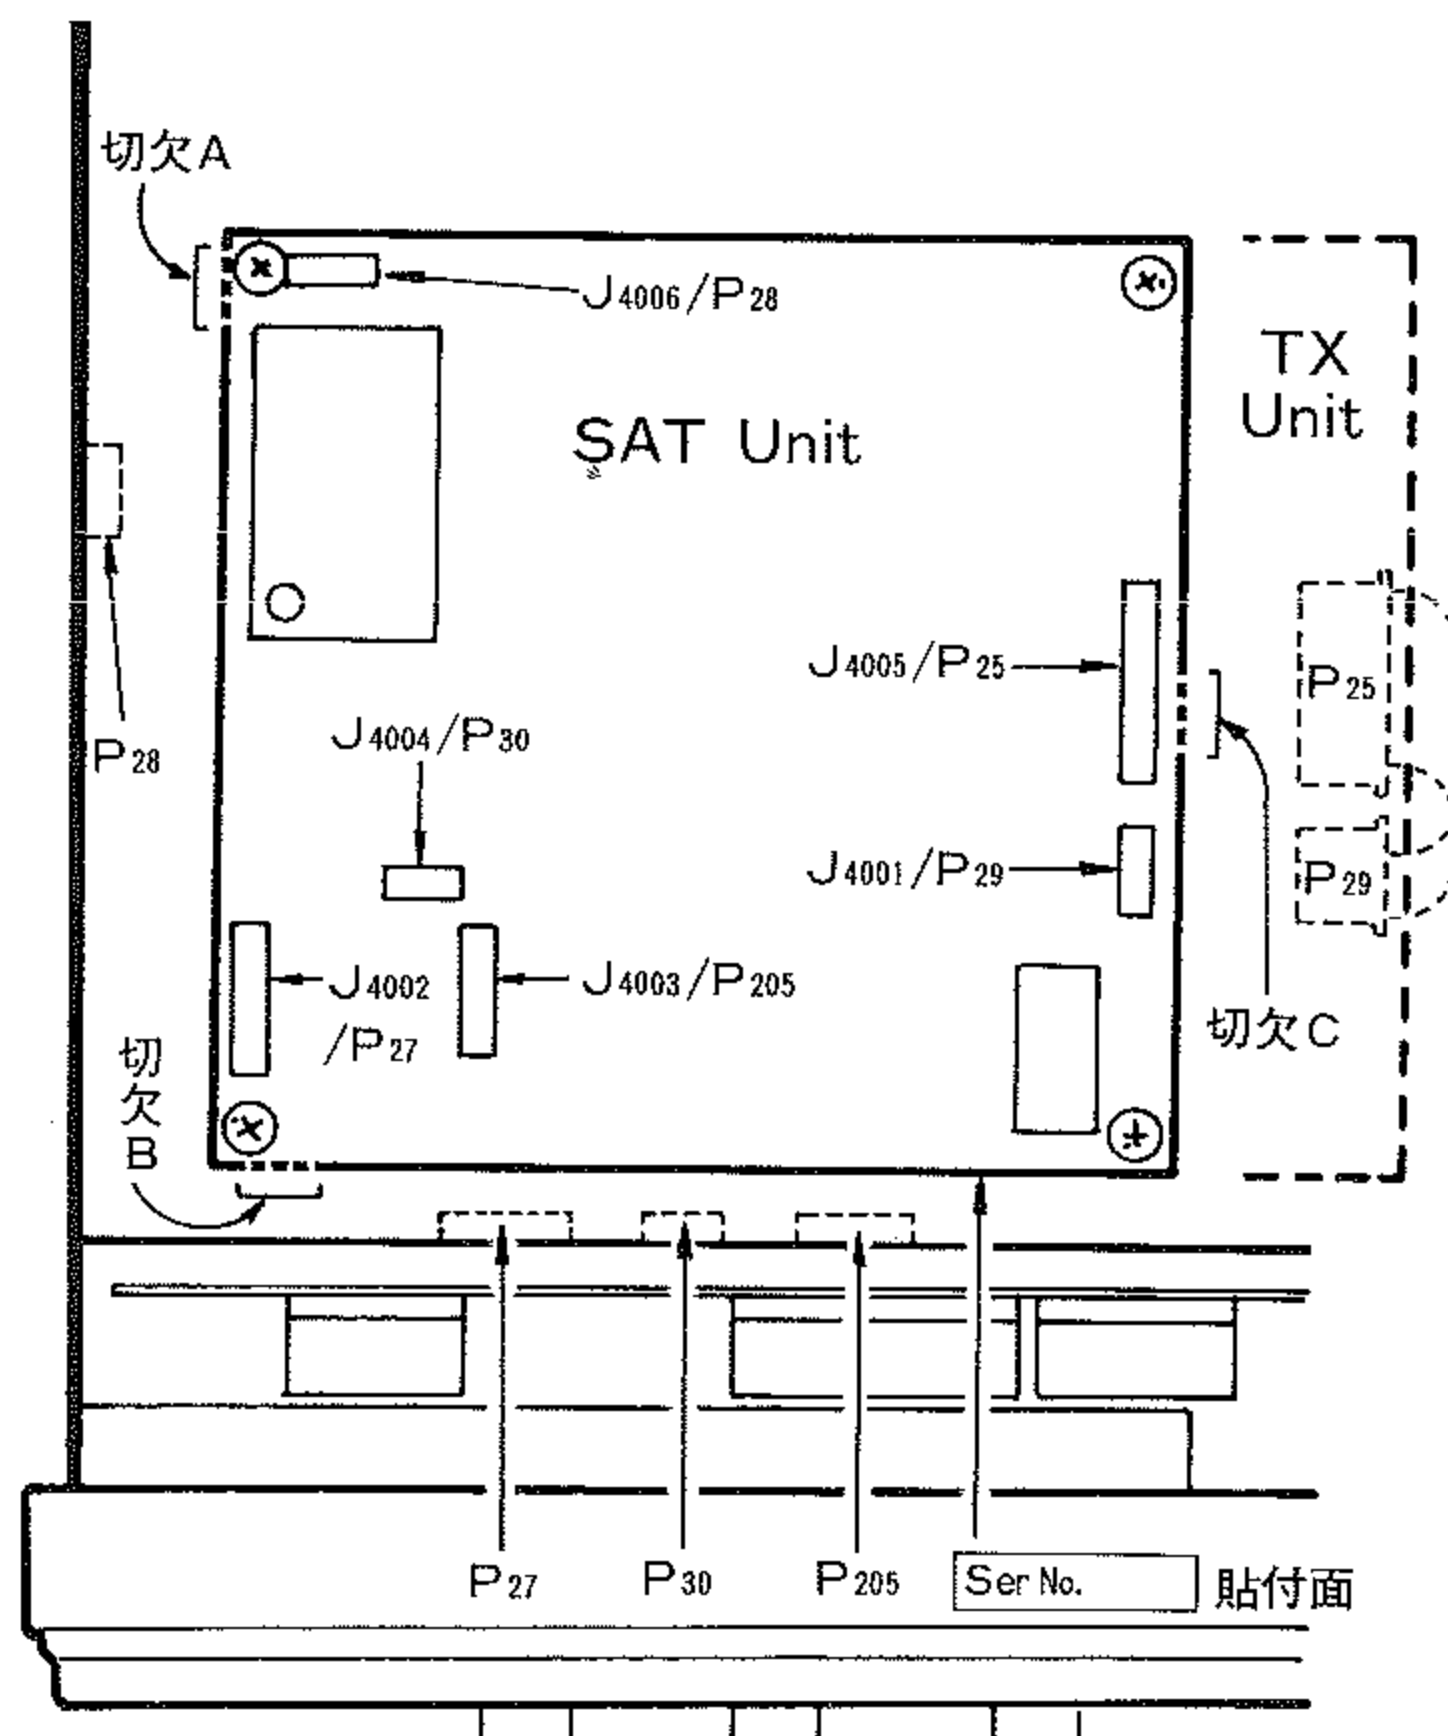 切欠A
J4006/P28
TX
Unit
SAT Unit
J4005/P25
P25
J4004/P30
P28
J4001/P29
P29
J4002
/P27
J4003/P205
切欠C
切
欠
B
P27
P30
P205
Ser No.
貼付面